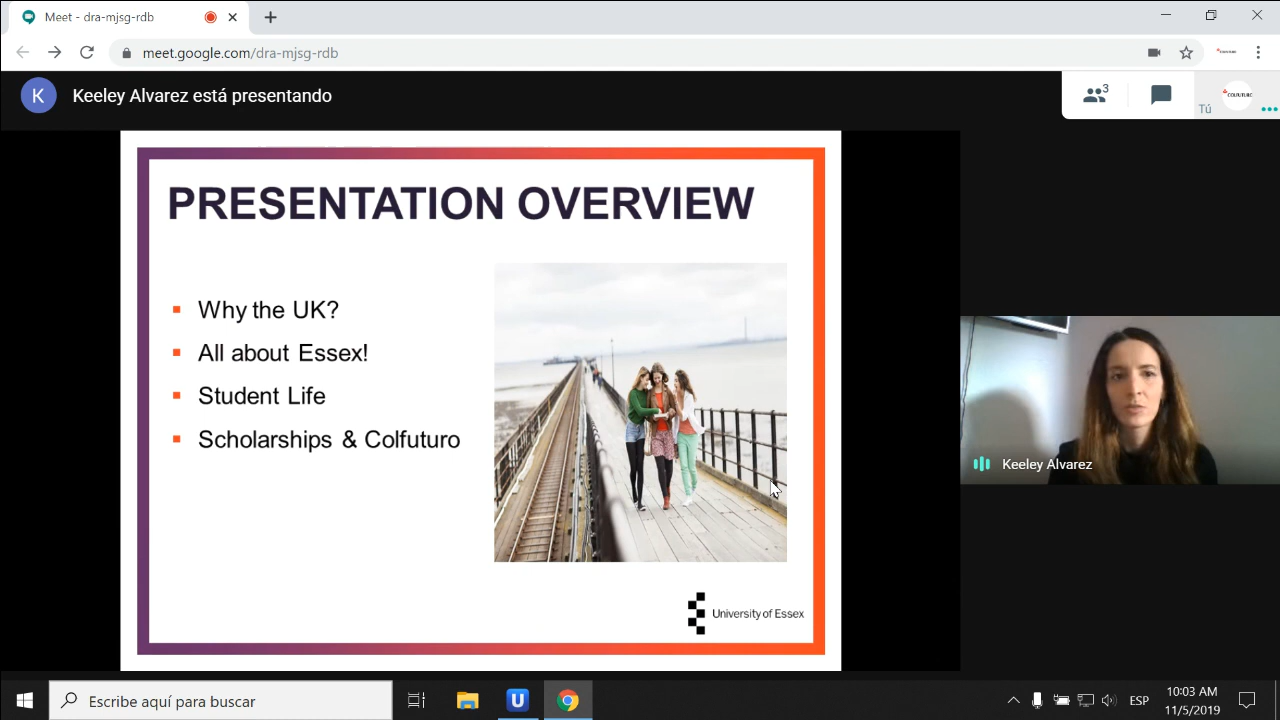 Meet - dra-mjsg-rdb
meet.google.com/dra-mjsg-rdb
K
Keeley Alvarez está presentando
3
Tú
COLFUTURO
PRESENTATION OVERVIEW
Why the UK?
All about Essex!
Student Life
Scholarships & Colfuturo
University of Essex
Keeley Alvarez
Escribe aquí para buscar
U
ESP
10:03 AM
11/5/2019